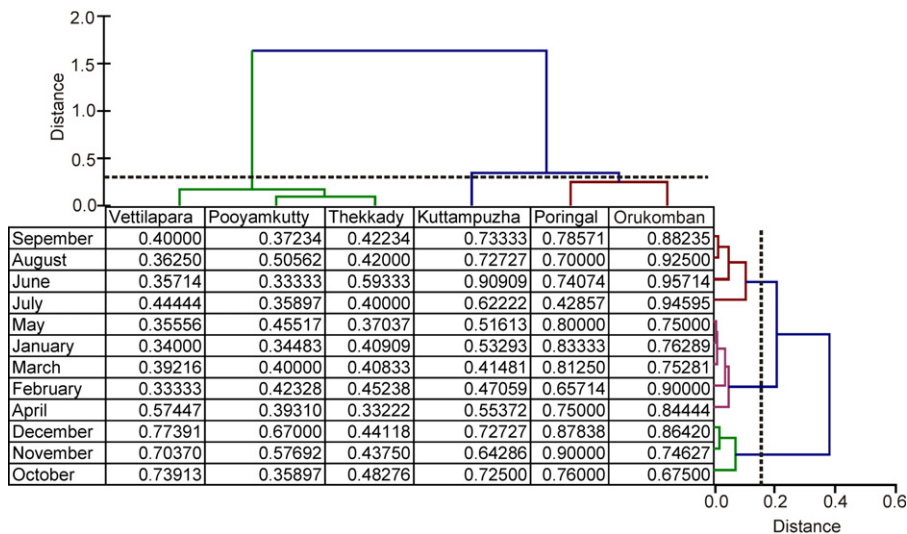 2.0
1.5
1.0
0.5
0.0
Distance
Vettilapara Pooyamkutty Thekkady Kuttampuzha Poringal Orukomban
Sepember 0.40000 0.37234 0.42234 0.73333 0.78571 0.88235
August 0.36250 0.50562 0.42000 0.72727 0.70000 0.92500
June 0.35714 0.33333 0.59333 0.90909 0.74074 0.95714
July 0.44444 0.35897 0.40000 0.62222 0.42857 0.94595
May 0.35556 0.45517 0.37037 0.51613 0.80000 0.75000
January 0.34000 0.34483 0.40909 0.53293 0.83333 0.76289
March 0.39216 0.40000 0.40833 0.41481 0.81250 0.75281
February 0.33333 0.42328 0.45238 0.47059 0.65714 0.90000
April 0.57447 0.39310 0.33222 0.55372 0.75000 0.84444
December 0.77391 0.67000 0.44118 0.72727 0.87838 0.86420
November 0.70370 0.57692 0.43750 0.64286 0.90000 0.74627
October 0.73913 0.35897 0.48276 0.72500 0.76000 0.67500
0.0 0.2 0.4 0.6
Distance